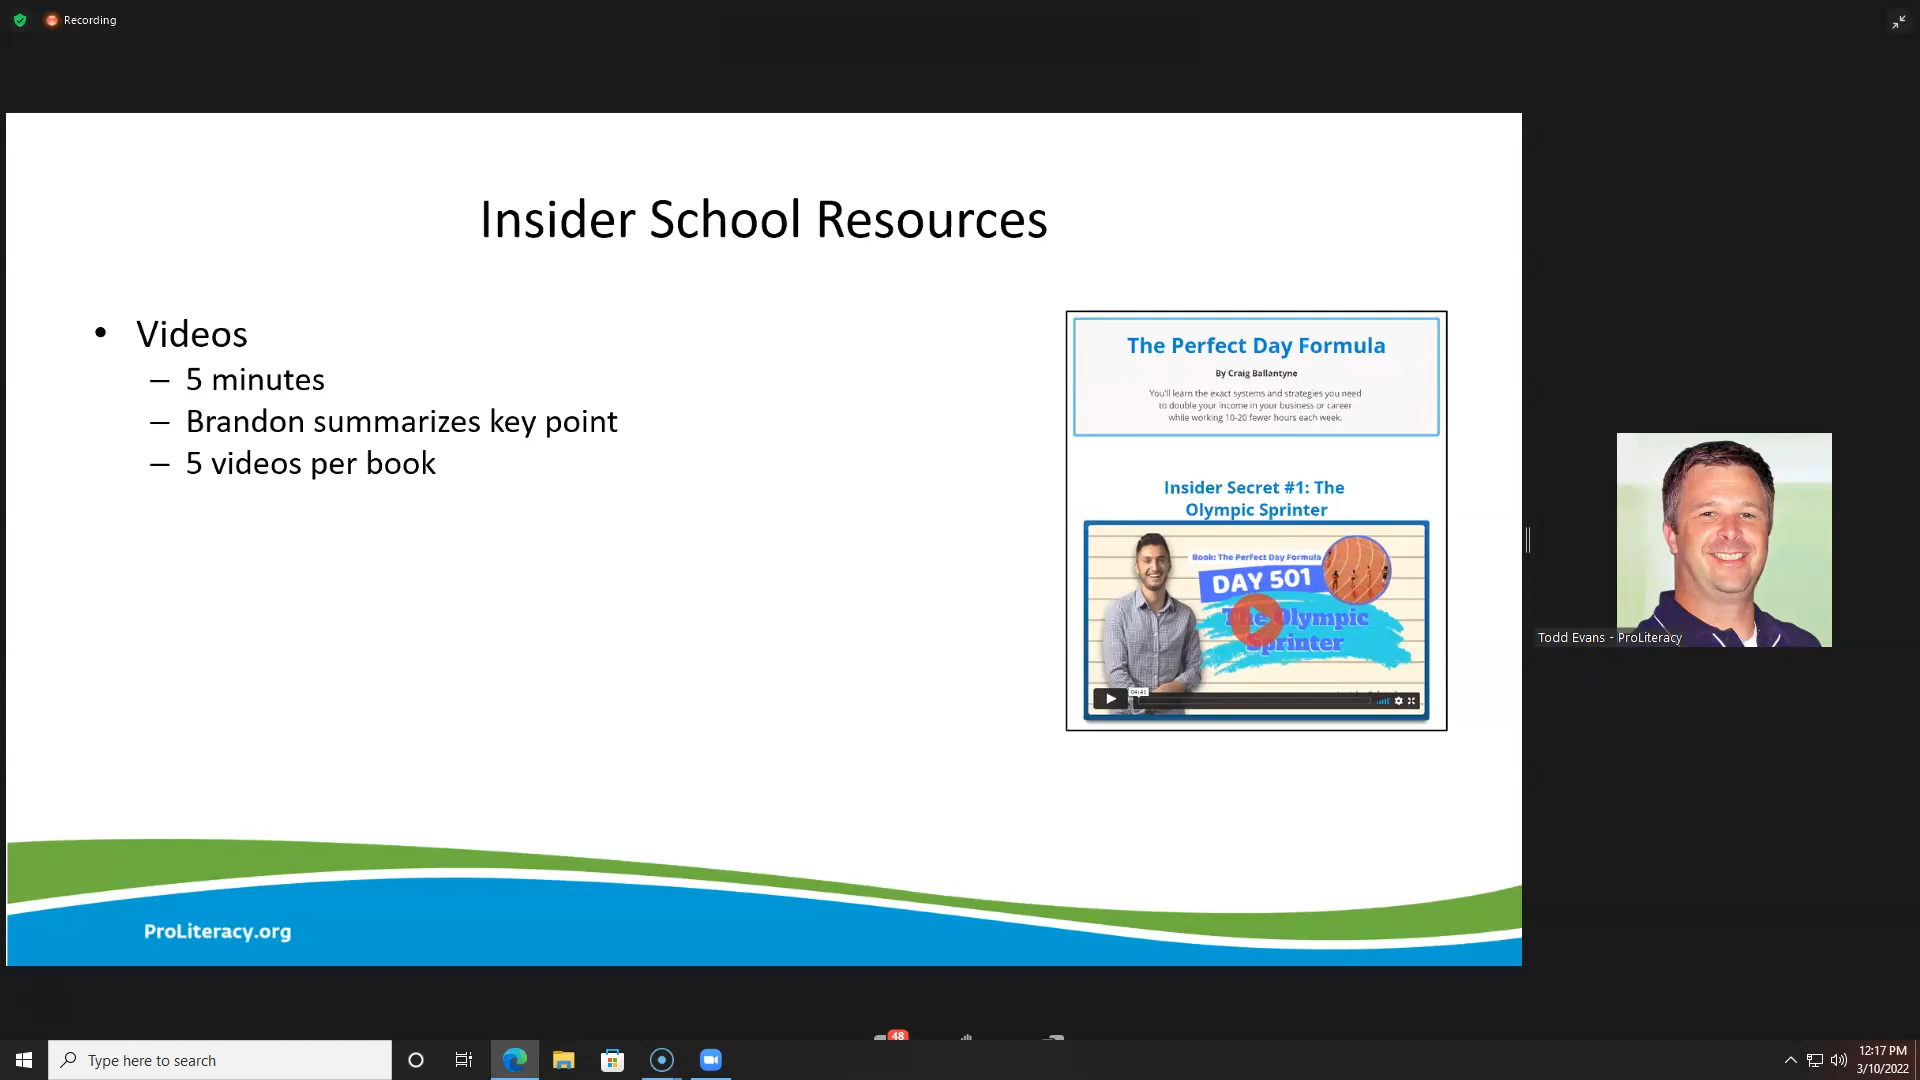 Recording
Insider School Resources
• Videos
– 5 minutes
– Brandon summarizes key point
– 5 videos per book
The Perfect Day Formula
By Craig Ballantyne
You'll learn the exact systems and strategies you need
to double your income in your business or career
while working 10-20 fewer hours each week.
Insider Secret #1: The
Olympic Sprinter
Book: The Perfect Day Formula
DAY 501
The Olympic
Sprinter
04:41
Todd Evans - ProLiteracy
ProLiteracy.org
48
Type here to search
12:17 PM
3/10/2022